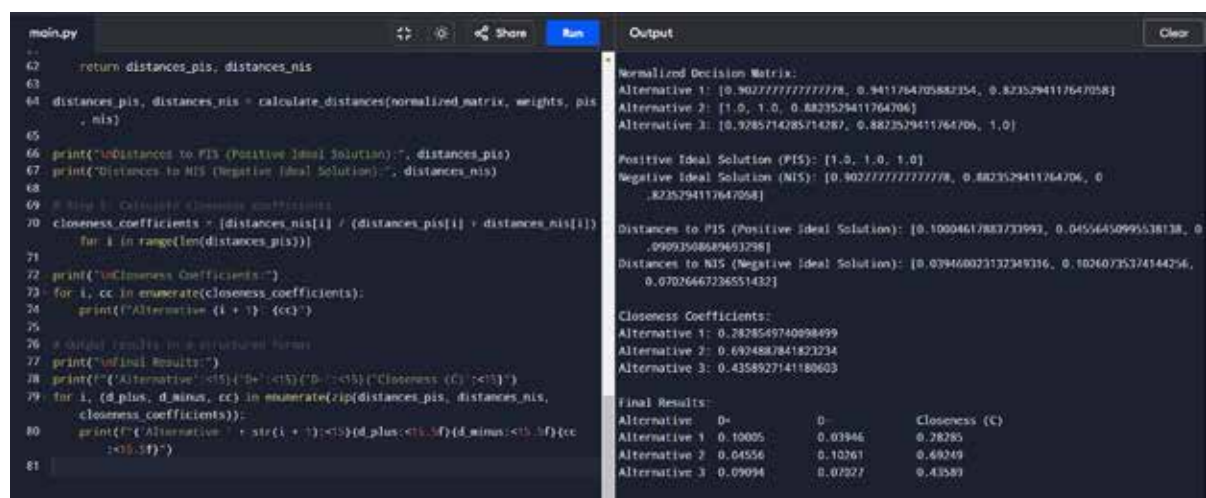 main.py
Share
Run
62 return distances_pis, distances_nis
63
64 distances_pis, distances_nis = calculate_distances(normalized_matrix, weights, pis
, nis)
65
66 print("\nDistances to PIS (Positive Ideal Solution):", distances_pis)
67 print("Distances to NIS (Negative Ideal Solution):", distances_nis)
68
69 # Step 5: Calculate closeness coefficients
70 closeness_coefficients = [distances_nis[i] / (distances_pis[i] + distances_nis[i])
for i in range(len(distances_pis))]
71
72 print("\nCloseness Coefficients:")
73 for i, cc in enumerate(closeness_coefficients):
74 print(f"Alternative {i + 1}: {cc}")
75
76 # Output results in a structured format
77 print("\nFinal Results:")
78 print(f"{'Alternative':<15}{'D+':<15}{'D-':<15}{'Closeness (C)':<15}")
79 for i, (d_plus, d_minus, cc) in enumerate(zip(distances_pis, distances_nis,
closeness_coefficients)):
80 print(f"{'Alternative ' + str(i + 1):<15}{d_plus:<15.5f}{d_minus:<15.5f}{cc
:<15.5f}")
81
Output
Clear
Normalized Decision Matrix:
Alternative 1: [0.9027777777777778, 0.9411764705882354, 0.8235294117647058]
Alternative 2: [1.0, 1.0, 0.8823529411764706]
Alternative 3: [0.9285714285714287, 0.8823529411764706, 1.0]
Positive Ideal Solution (PIS): [1.0, 1.0, 1.0]
Negative Ideal Solution (NIS): [0.9027777777777778, 0.8823529411764706, 0
.8235294117647058]
Distances to PIS (Positive Ideal Solution): [0.10004617883733993, 0.04556450995538138, 0
.09093508689693298]
Distances to NIS (Negative Ideal Solution): [0.039460023132349316, 0.10260735374144256,
0.07026667236551432]
Closeness Coefficients:
Alternative 1: 0.2828549740098499
Alternative 2: 0.6924887841823234
Alternative 3: 0.4358927141180603
Final Results:
Alternative D+ D- Closeness (C)
Alternative 1 0.10005 0.03946 0.28285
Alternative 2 0.04556 0.10261 0.69249
Alternative 3 0.09094 0.07027 0.43589